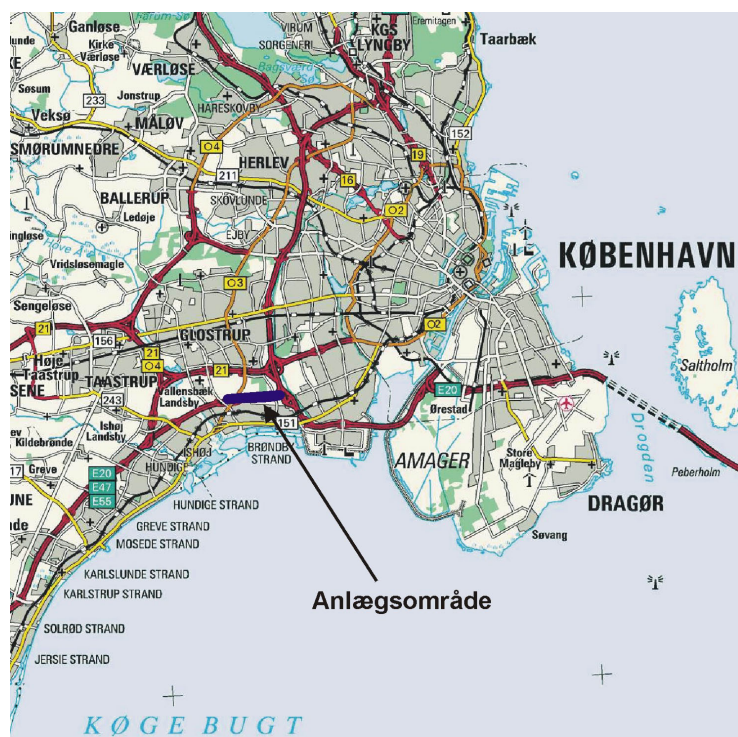 Farum Sø
Ganløse
Kirke
Værløse
VÆRLØSE
VIRUM
SORGENFRI
KGS
LYNGBY
Eremitagen
Taarbæk
Søsum
Jonstrup
233
Veksø
MÅLØV
HARESKOVBY
152
SMØRUMNEDRE
O4
HERLEV
19
211
16
BALLERUP
SKOVLUNDE
O2
Ledøje
EJBY
KØBENHAVN
Vridsløsemagle
Sengeløse
O3
21
156
GLOSTRUP
O2
Saltholm
Høje
Taastrup
21
O4
21
TAASTRUP
Vallensbæk
Landsby
E20
Ørestad
243
Ishøj
Landsby
151
Kildebrønde
ISHØJ
BRØNDBY
STRAND
Drogden
17
Greve
HUNDIGE
AMAGER
Store
Magleby
Peberholm
E20
E47
E55
HUNDIGE STRAND
DRAGØR
GREVE STRAND
MOSEDE STRAND
Søvang
KARLSLUNDE STRAND
KARLSTRUP STRAND
Anlægsområde
SOLRØD STRAND
JERSIE STRAND
KØGE BUGT